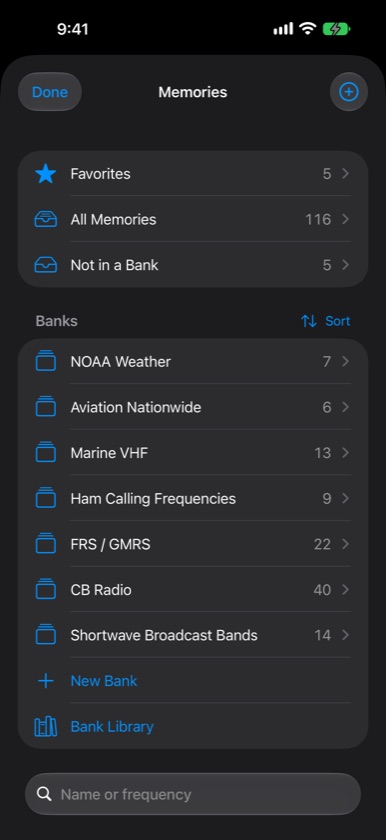 9:41
Done
Memories
Favorites 5
All Memories 116
Not in a Bank 5
Banks Sort
NOAA Weather 7
Aviation Nationwide 6
Marine VHF 13
Ham Calling Frequencies 9
FRS / GMRS 22
CB Radio 40
Shortwave Broadcast Bands 14
New Bank
Bank Library
Name or frequency